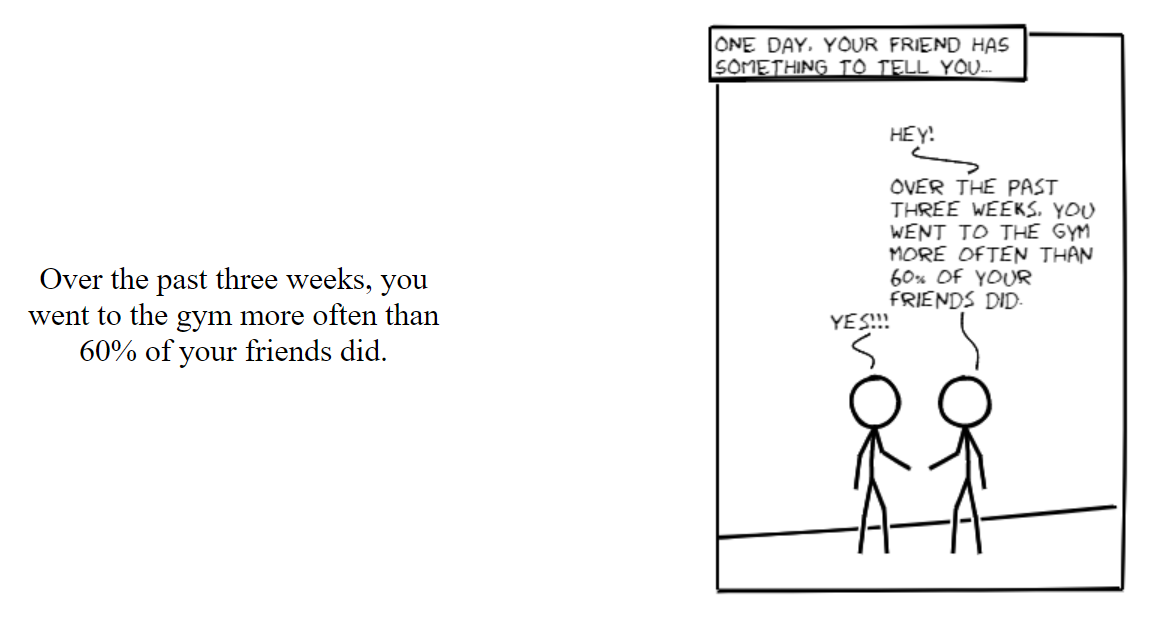 Over the past three weeks, you
went to the gym more often than
60% of your friends did.
ONE DAY, YOUR FRIEND HAS
SOMETHING TO TELL YOU...
HEY!
OVER THE PAST
THREE WEEKS, YOU
WENT TO THE GYM
MORE OFTEN THAN
60% OF YOUR
FRIENDS DID.
YES!!!